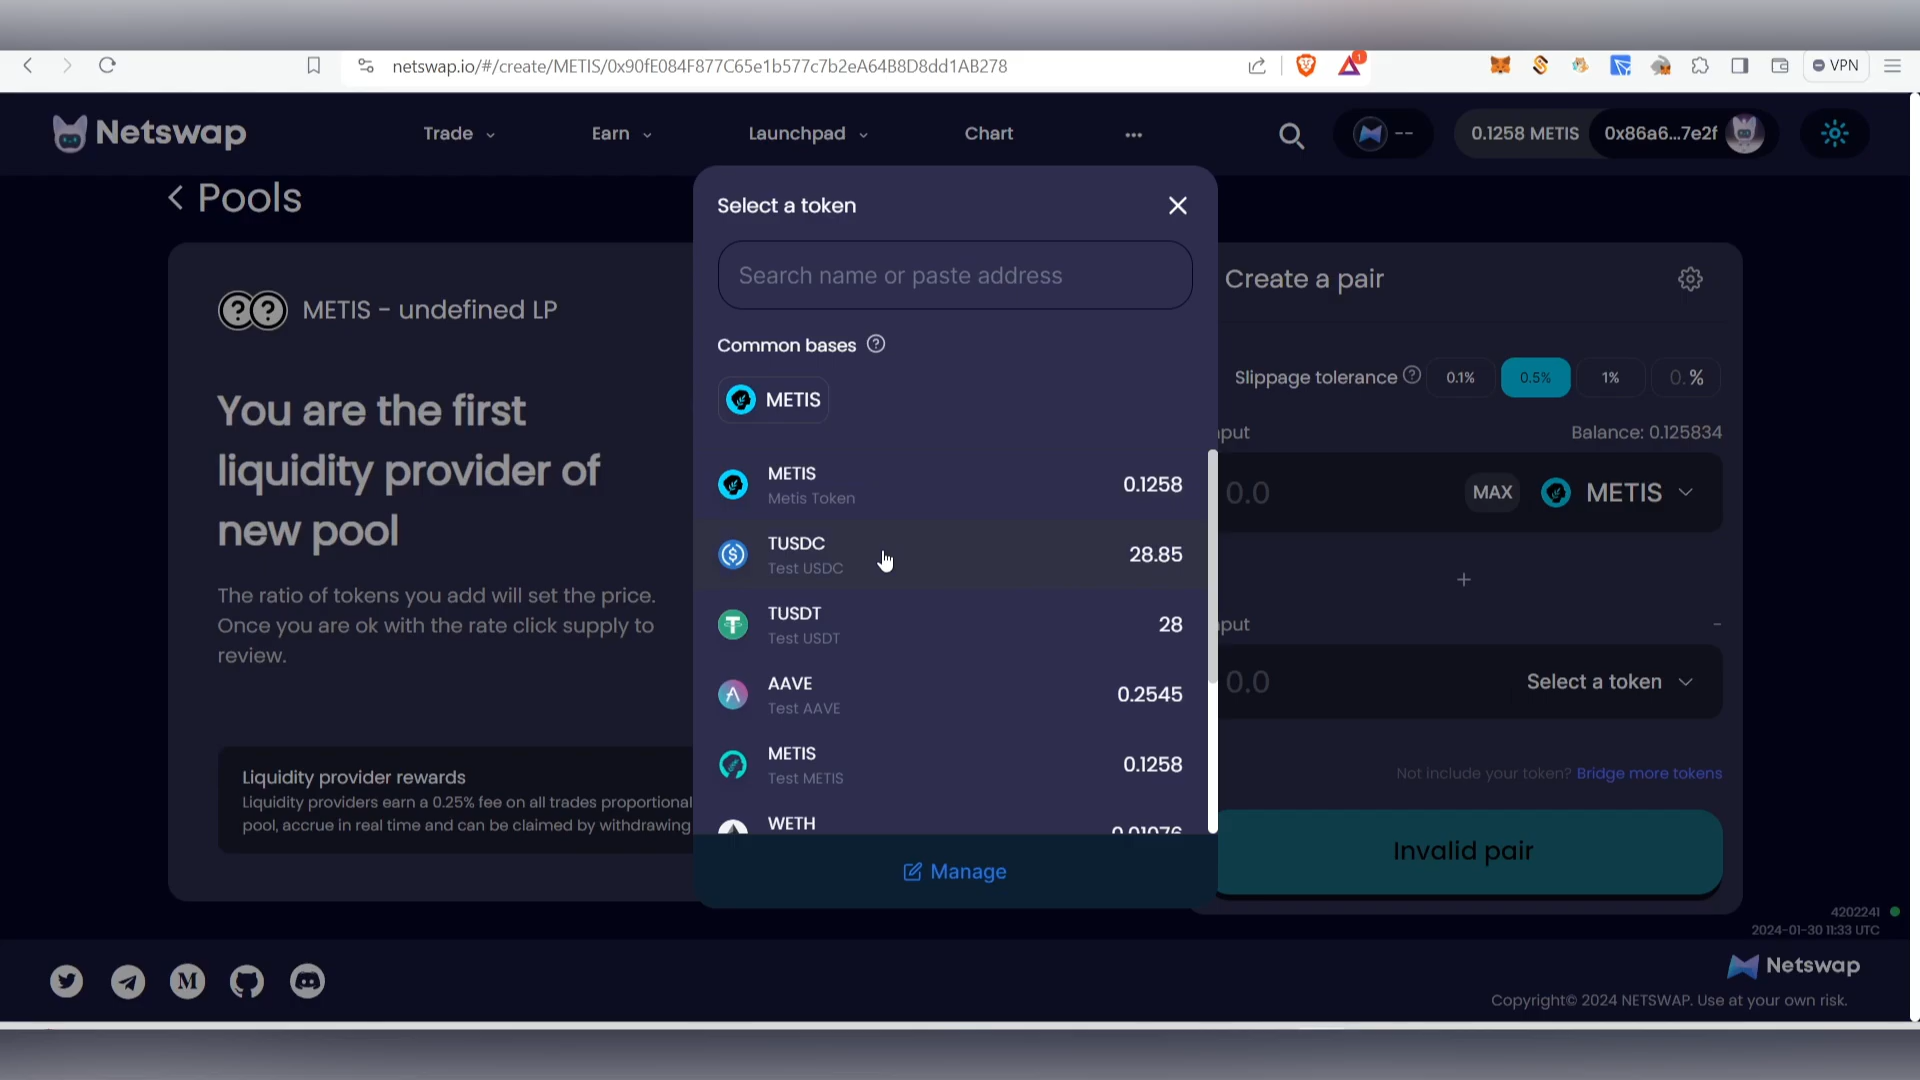 netswap.io/#/create/METIS/0x90fE084F877C65e1b577c7b2eA64B8D8dd1AB278
1
VPN
Netswap
Trade
Earn
Launchpad
Chart
--
0.1258 METIS
0x86a6...7e2f
Pools
METIS - undefined LP
You are the first
liquidity provider of
new pool
The ratio of tokens you add will set the price.
Once you are ok with the rate click supply to
review.
Liquidity provider rewards
Liquidity providers earn a 0.25% fee on all trades proportional
pool, accrue in real time and can be claimed by withdrawing
Select a token
Search name or paste address
Common bases
METIS
METIS
Metis Token
0.1258
TUSDC
Test USDC
28.85
TUSDT
Test USDT
28
AAVE
Test AAVE
0.2545
METIS
Test METIS
0.1258
WETH
0.01076
Manage
Create a pair
Slippage tolerance
0.1%
0.5%
1%
0. %
put
Balance: 0.125834
0.0
MAX
METIS
+
put
-
0.0
Select a token
Not include your token? Bridge more tokens
Invalid pair
4202241
2024-01-30 11:33 UTC
Netswap
Copyright© 2024 NETSWAP. Use at your own risk.